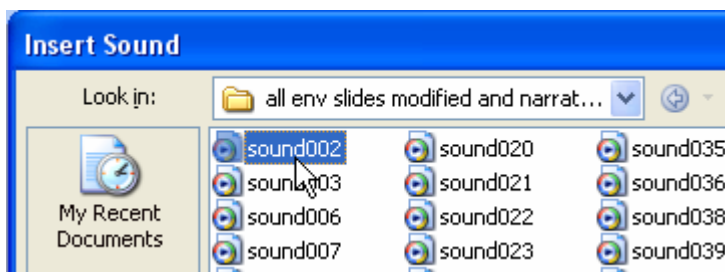 Insert Sound
Look in:
all env slides modified and narrat...
sound002 sound020 sound035
sound003 sound021 sound036
My Recent Documents
sound006 sound022 sound038
sound007 sound023 sound039